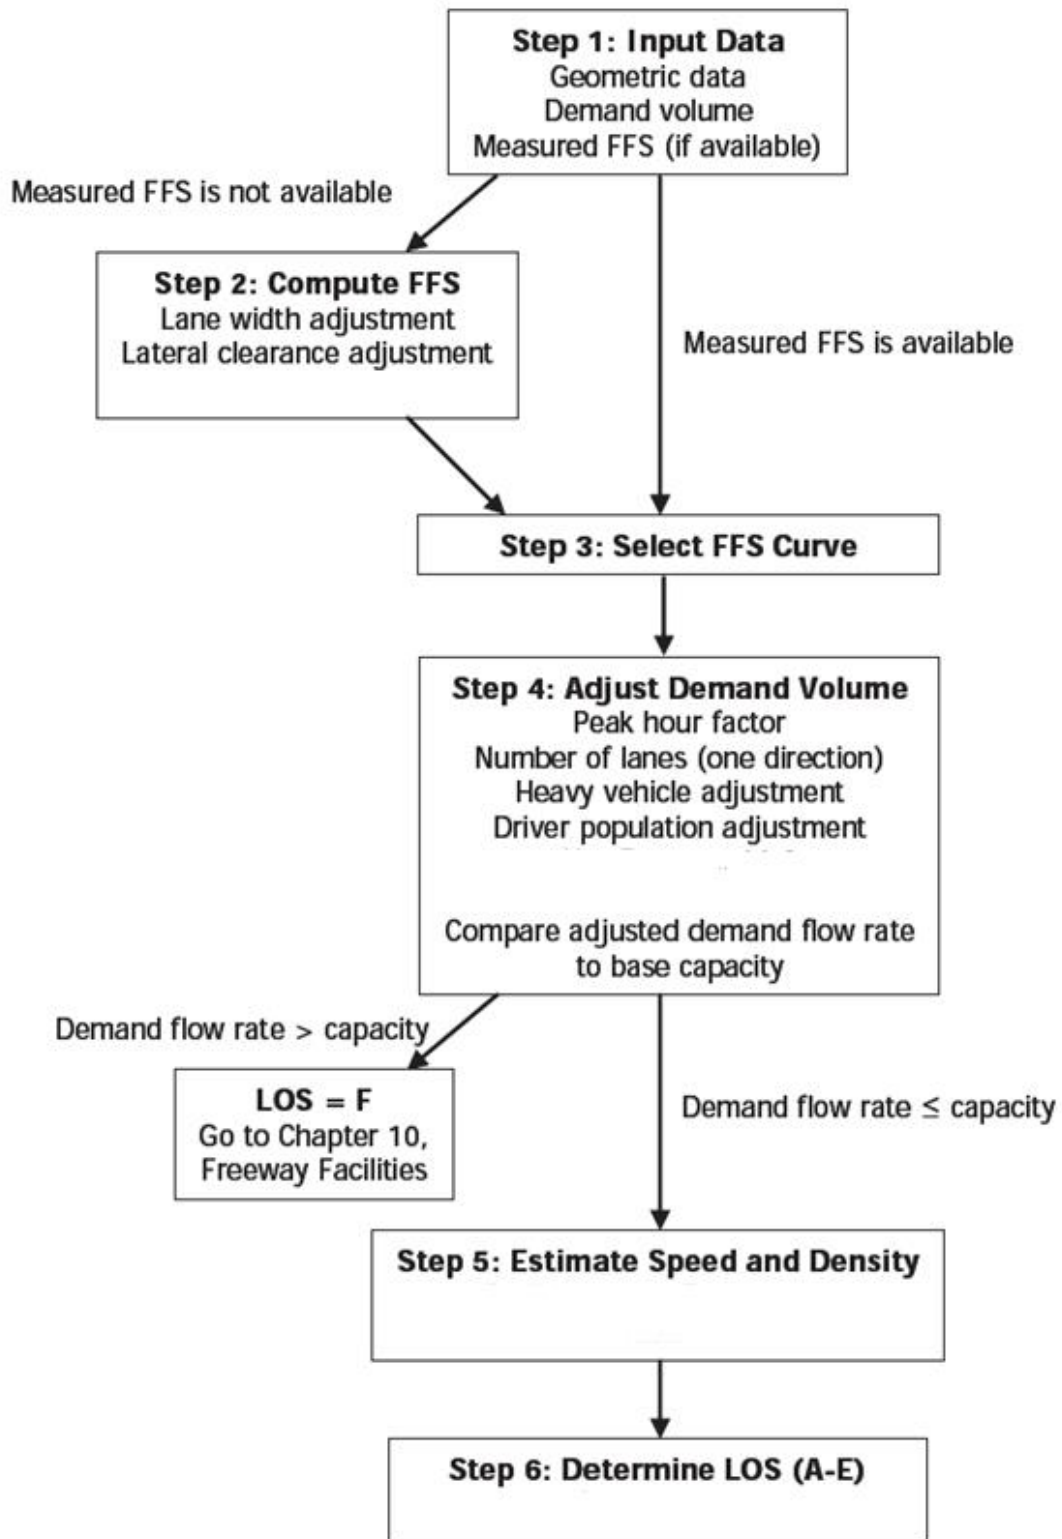 Step 1: Input Data
Geometric data
Demand volume
Measured FFS (if available)
Measured FFS is not available
Step 2: Compute FFS
Lane width adjustment
Lateral clearance adjustment
Measured FFS is available
Step 3: Select FFS Curve
Step 4: Adjust Demand Volume
Peak hour factor
Number of lanes (one direction)
Heavy vehicle adjustment
Driver population adjustment
Compare adjusted demand flow rate
to base capacity
Demand flow rate > capacity
LOS = F
Go to Chapter 10,
Freeway Facilities
Demand flow rate ≤ capacity
Step 5: Estimate Speed and Density
Step 6: Determine LOS (A-E)